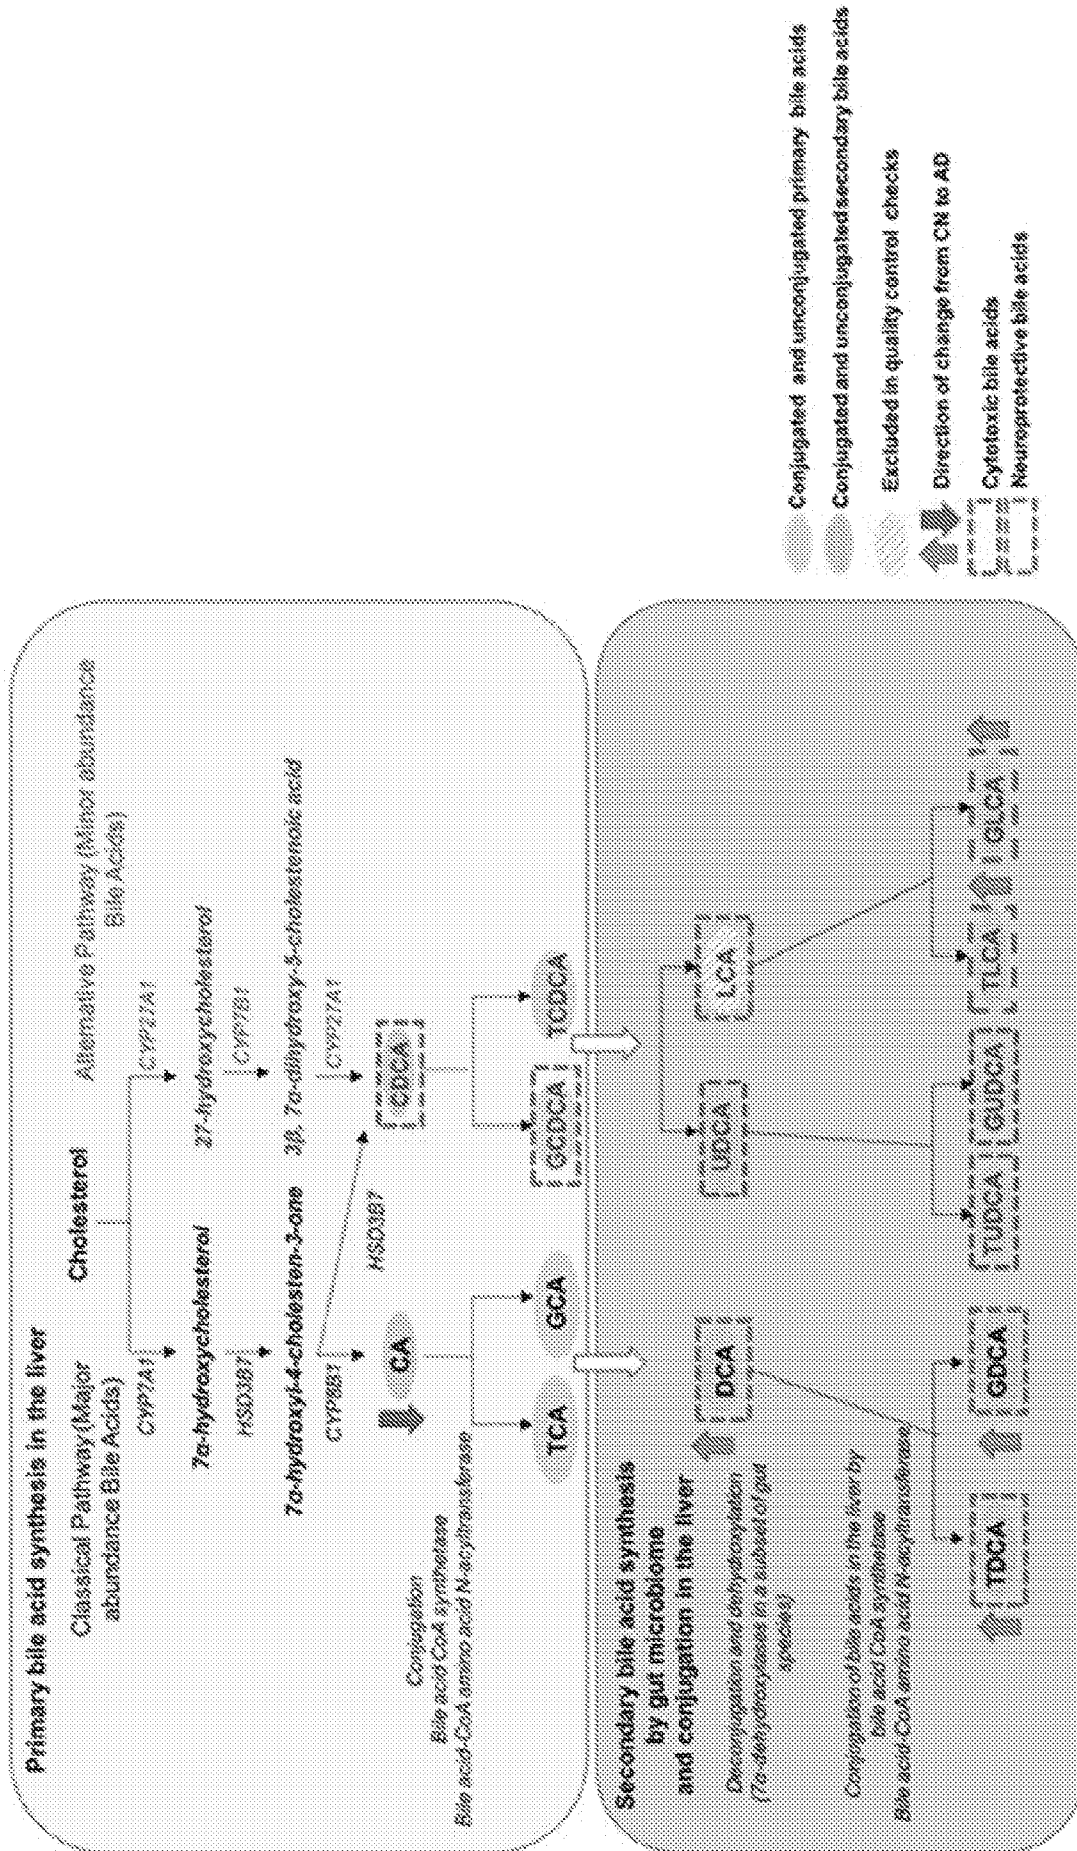 Primary bile acid synthesis in the liver
Classical Pathway (Major
abundance Bile Acids)
Cholesterol
Alternative Pathway (Minor abundance
Bile Acids)
CYP7A1
CYP27A1
7α-hydroxycholesterol
27-hydroxycholesterol
HSD3B7
CYP7B1
7α-hydroxyl-4-cholesten-3-one
3β, 7α-dihydroxy-5-cholestenoic acid
CYP8B1
HSD3B7
CYP27A1
CA
CDCA
Conjugation
Bile acid CoA synthetase
Bile acid-CoA amino acid N-acyltransferase
TCA
GCA
GCDCA
TCDCA
Secondary bile acid synthesis
by gut microbiome
and conjugation in the liver
Deconjugation and dehydroxylation
(7α-dehydroxylases in a subset of gut
species)
DCA
UDCA
LCA
Conjugation of bile acids in the liver by
bile acid CoA synthetase
Bile acid-CoA amino acid N-acyltransferase
TDCA
GDCA
TUDCA
GUDCA
TLCA
GLCA
Conjugated and unconjugated primary bile acids
Conjugated and unconjugated secondary bile acids
Excluded in quality control checks
Direction of change from CN to AD
Cytotoxic bile acids
Neuroprotective bile acids